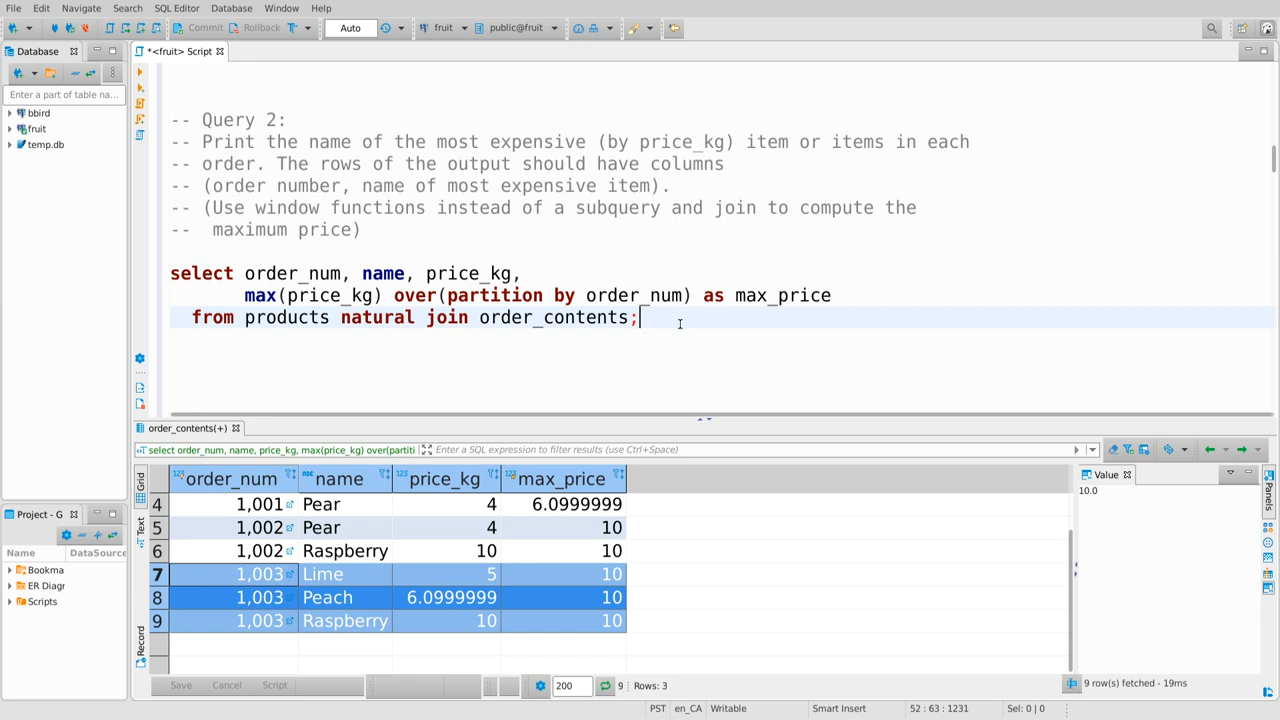 File Edit Navigate Search SQL Editor Database Window Help
Commit Rollback Auto fruit public@fruit
Database *<fruit> Script
Enter a part of table na...
bbird
fruit
temp.db
-- Query 2:
-- Print the name of the most expensive (by price_kg) item or items in each
-- order. The rows of the output should have columns
-- (order number, name of most expensive item).
-- (Use window functions instead of a subquery and join to compute the
--  maximum price)
select order_num, name, price_kg,
max(price_kg) over(partition by order_num) as max_price
from products natural join order_contents;
order_contents(+)
select order_num, name, price_kg, max(price_kg) over(partiti Enter a SQL expression to filter results (use Ctrl+Space)
Grid
Text
Record
order_num name price_kg max_price
4 1,001 Pear 4 6.0999999
5 1,002 Pear 4 10
6 1,002 Raspberry 10 10
7 1,003 Lime 5 10
8 1,003 Peach 6.0999999 10
9 1,003 Raspberry 10 10
Value
10.0
Panels
Project - G
Name DataSource
Bookma
ER Diagr
Scripts
Save Cancel Script 200 9 Rows: 3
9 row(s) fetched - 19ms
PST en_CA Writable Smart Insert 52 : 63 : 1231 Sel: 0 | 0